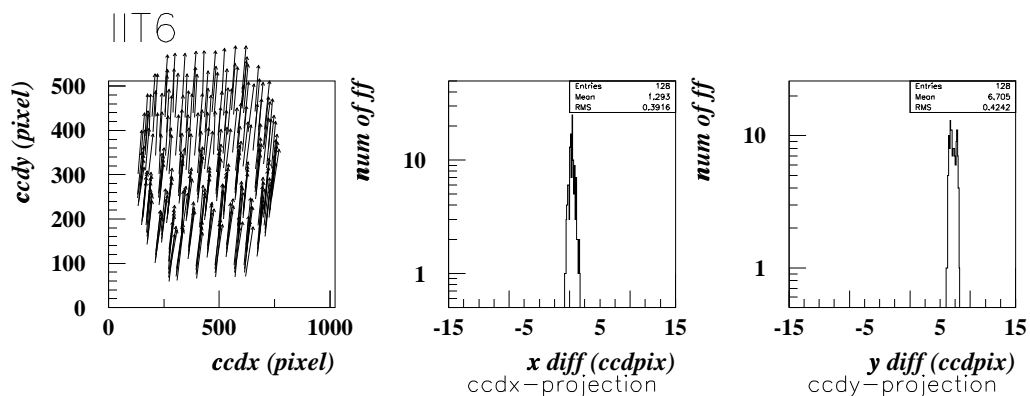 IIT6
ccdy (pixel)
500
400
300
200
100
0
0
500
1000
ccdx (pixel)
num of ff
10
1
Entries 128
Mean 1.293
RMS 0.3916
-15
-5
5
15
x diff (ccdpix)
ccdx-projection
num of ff
10
1
Entries 128
Mean 6.705
RMS 0.4242
-15
-5
5
15
y diff (ccdpix)
ccdy-projection